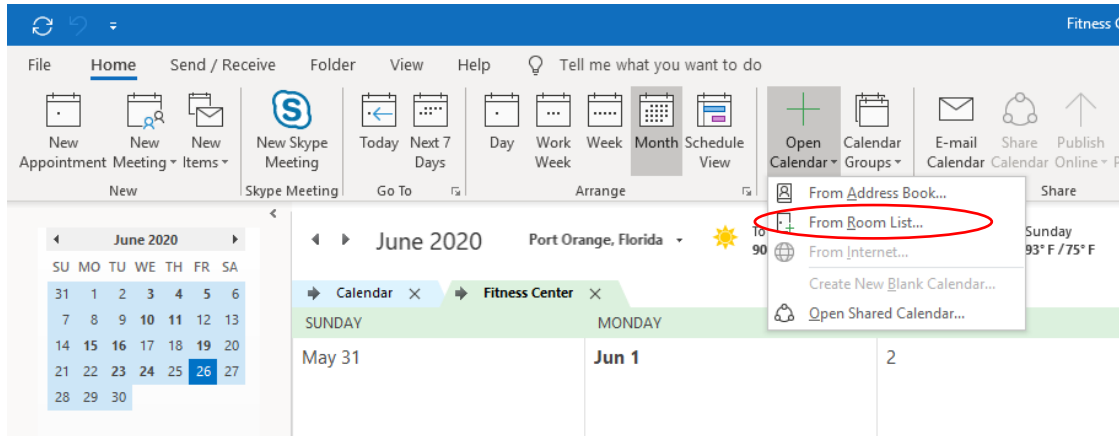 Fitness C
File Home Send / Receive Folder View Help Tell me what you want to do
New Appointment
New Meeting
New Items
New Skype Meeting
Today
Next 7 Days
Day
Work Week
Week
Month
Schedule View
Open Calendar
Calendar Groups
E-mail Calendar
Share Calendar
Publish Online
P
New Skype Meeting Go To Arrange Share
From Address Book...
From Room List...
From Internet...
Create New Blank Calendar...
Open Shared Calendar...
June 2020
SU MO TU WE TH FR SA
31 1 2 3 4 5 6
7 8 9 10 11 12 13
14 15 16 17 18 19 20
21 22 23 24 25 26 27
28 29 30
June 2020 Port Orange, Florida
To
90
Sunday
93° F / 75° F
Calendar Fitness Center
SUNDAY MONDAY
May 31 Jun 1 2